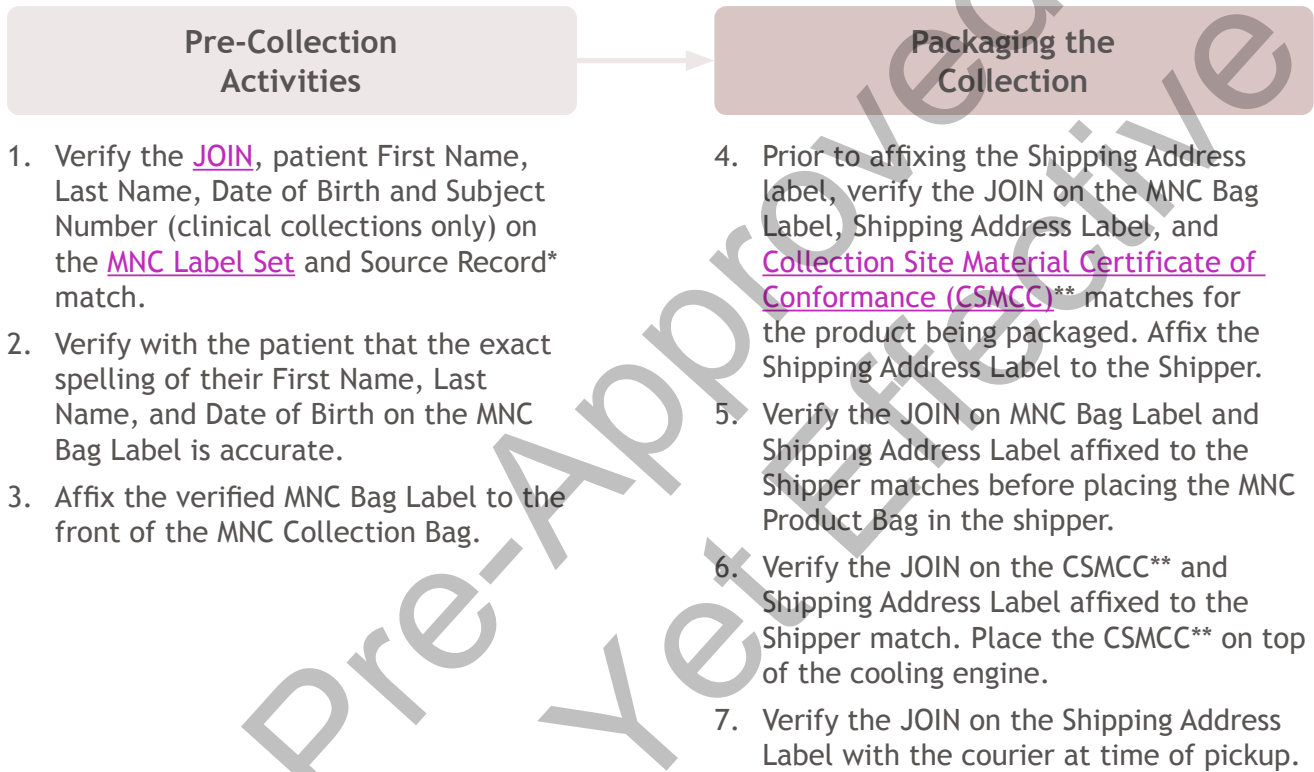 Pre-Collection
Activities
1. Verify the JOIN, patient First Name,
Last Name, Date of Birth and Subject
Number (clinical collections only) on
the MNC Label Set and Source Record*
match.
2. Verify with the patient that the exact
spelling of their First Name, Last
Name, and Date of Birth on the MNC
Bag Label is accurate.
3. Affix the verified MNC Bag Label to the
front of the MNC Collection Bag.
Packaging the
Collection
4. Prior to affixing the Shipping Address
label, verify the JOIN on the MNC Bag
Label, Shipping Address Label, and
Collection Site Material Certificate of
Conformance (CSMCC)** matches for
the product being packaged. Affix the
Shipping Address Label to the Shipper.
5. Verify the JOIN on MNC Bag Label and
Shipping Address Label affixed to the
Shipper matches before placing the MNC
Product Bag in the shipper.
6. Verify the JOIN on the CSMCC** and
Shipping Address Label affixed to the
Shipper match. Place the CSMCC** on top
of the cooling engine.
7. Verify the JOIN on the Shipping Address
Label with the courier at time of pickup.
Pre-Approved
Yet Effective